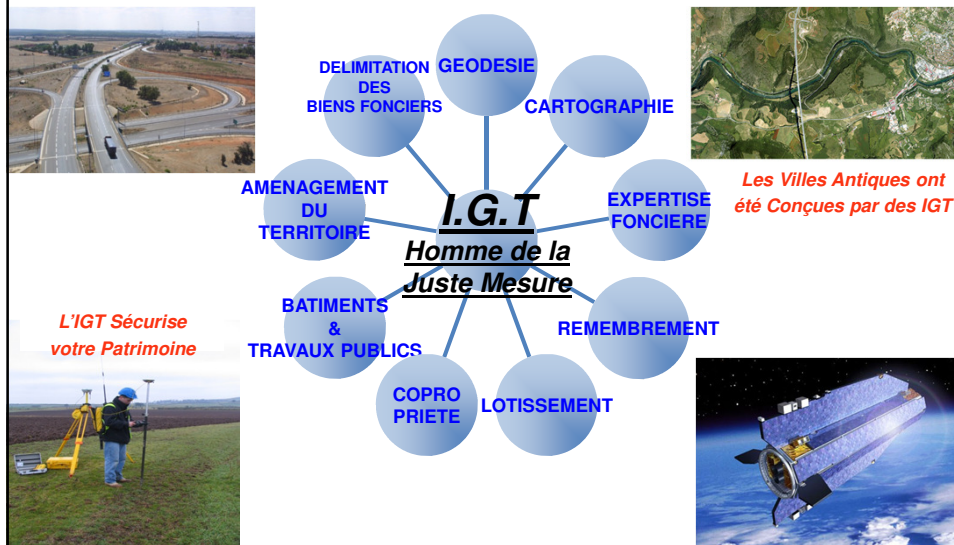 GEODESIE
DELIMITATION
DES
BIENS FONCIERS
CARTOGRAPHIE
AMENAGEMENT
DU
TERRITOIRE
I.G.T
Homme de la
Juste Mesure
EXPERTISE
FONCIERE
Les Villes Antiques ont
été Conçues par des IGT
BATIMENTS
&
TRAVAUX PUBLICS
REMEMBREMENT
L'IGT Sécurise
votre Patrimoine
COPRO
PRIETE
LOTISSEMENT